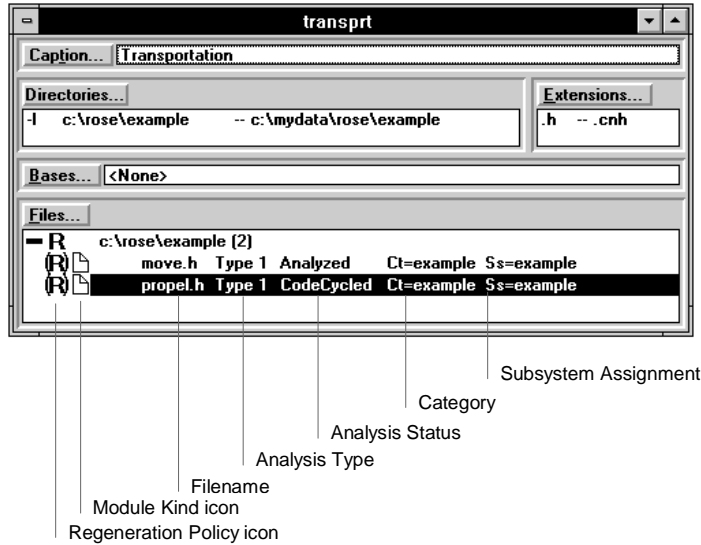 transprt
Caption... Transportation
Directories... Extensions...
-I c:\rose\example -- c:\mydata\rose\example .h -- .cnh
Bases... <None>
Files...
R c:\rose\example (2)
(R) move.h Type 1 Analyzed Ct=example Ss=example
(R) propel.h Type 1 CodeCycled Ct=example Ss=example
Subsystem Assignment
Category
Analysis Status
Analysis Type
Filename
Module Kind icon
Regeneration Policy icon